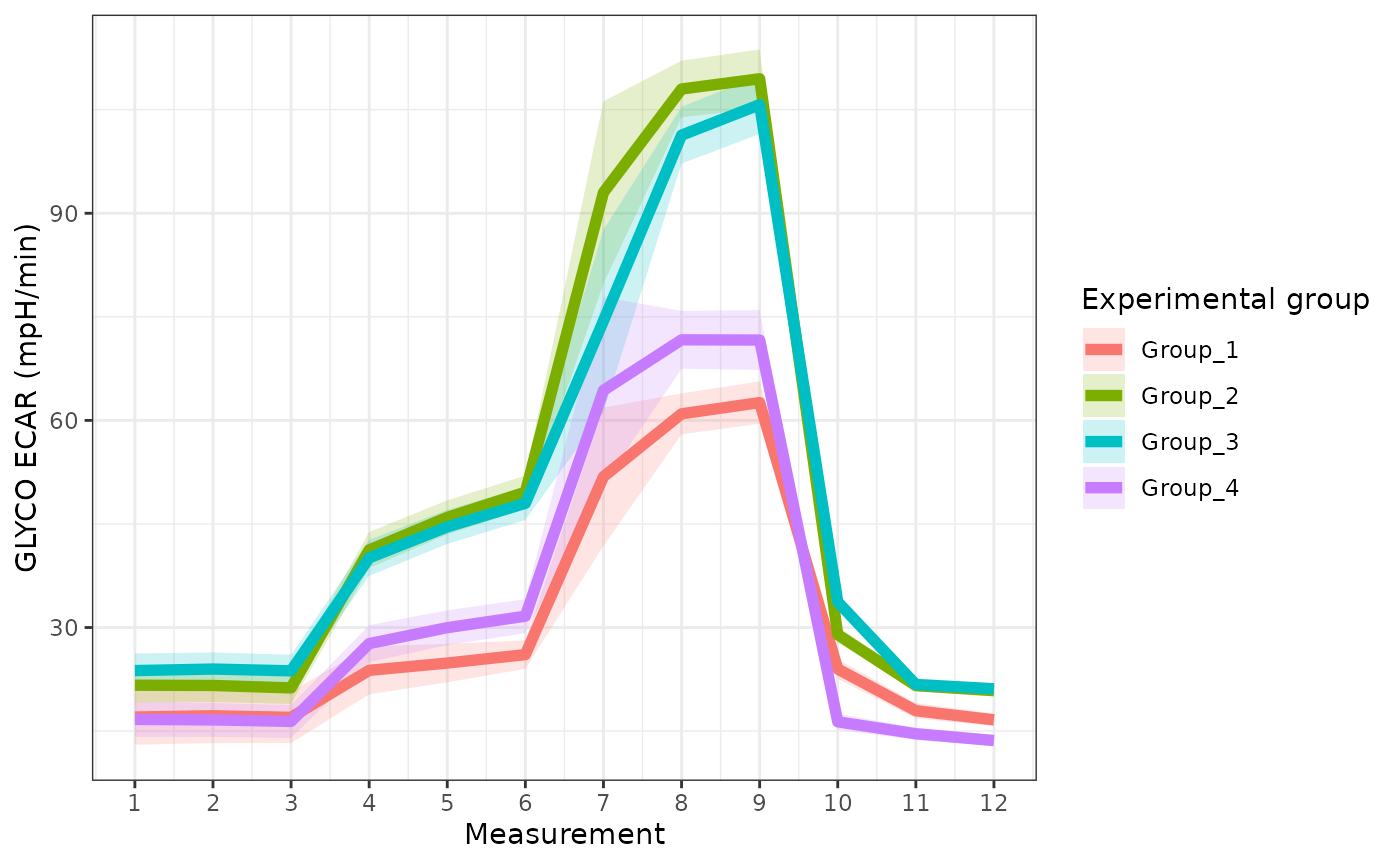 GLYCO ECAR (mpH/min)
90
60
30
1 2 3 4 5 6 7 8 9 10 11 12
Measurement
Experimental group
Group_1
Group_2
Group_3
Group_4